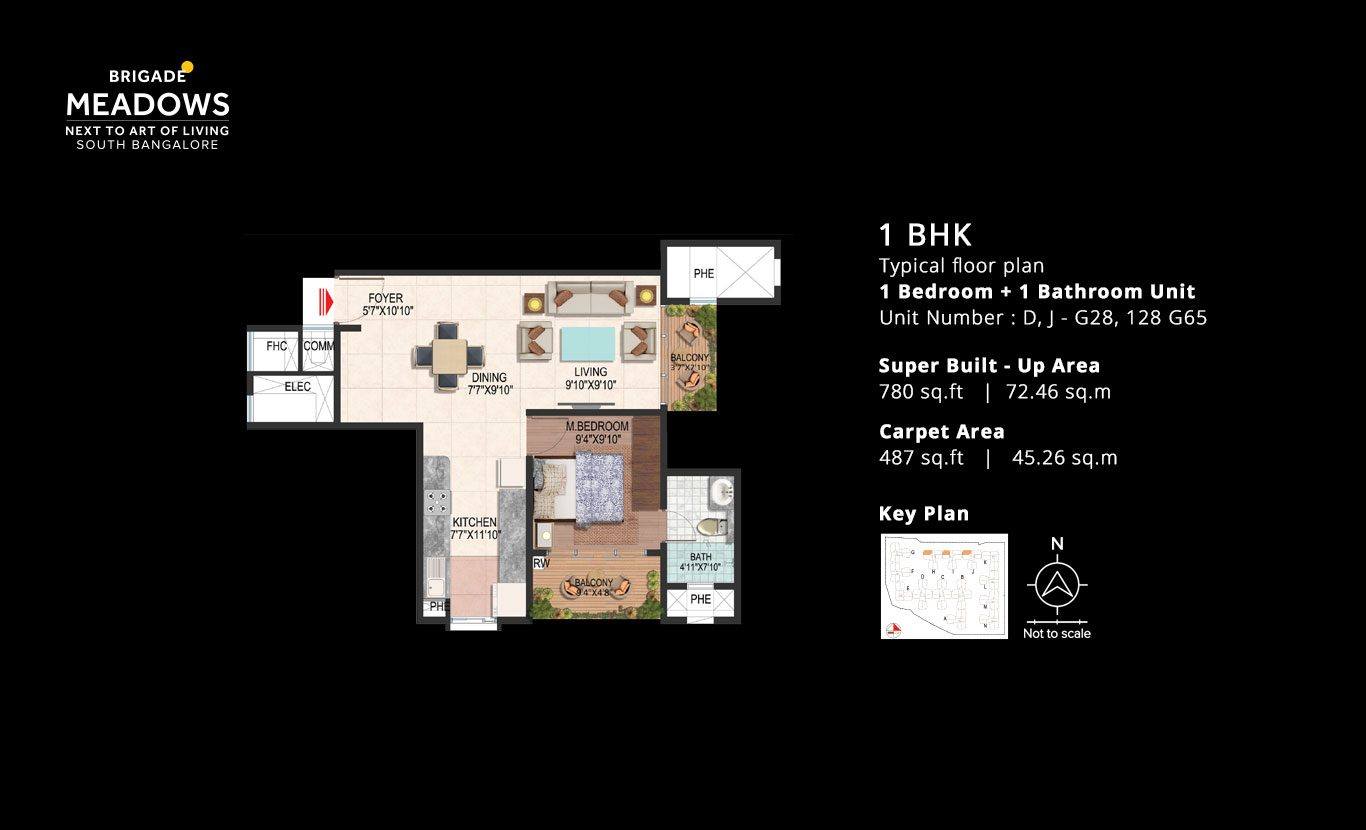 BRIGADE
MEADOWS
NEXT TO ART OF LIVING
SOUTH BANGALORE
PHE
FOYER
5'7"X10'10"
FHC
COMM
ELEC
DINING
7'7"X9'10"
LIVING
9'10"X9'10"
BALCONY
3'7"X7'10"
M.BEDROOM
9'4"X9'10"
KITCHEN
7'7"X11'10"
RW
BATH
4'11"X7'10"
BALCONY
9'4"X4'8"
PHE
PHE
1 BHK
Typical floor plan
1 Bedroom + 1 Bathroom Unit
Unit Number : D, J - G28, 128 G65
Super Built - Up Area
780 sq.ft | 72.46 sq.m
Carpet Area
487 sq.ft | 45.26 sq.m
Key Plan
G
K
F
H
I
J
D
C
B
E
L
M
A
N
N
Not to scale